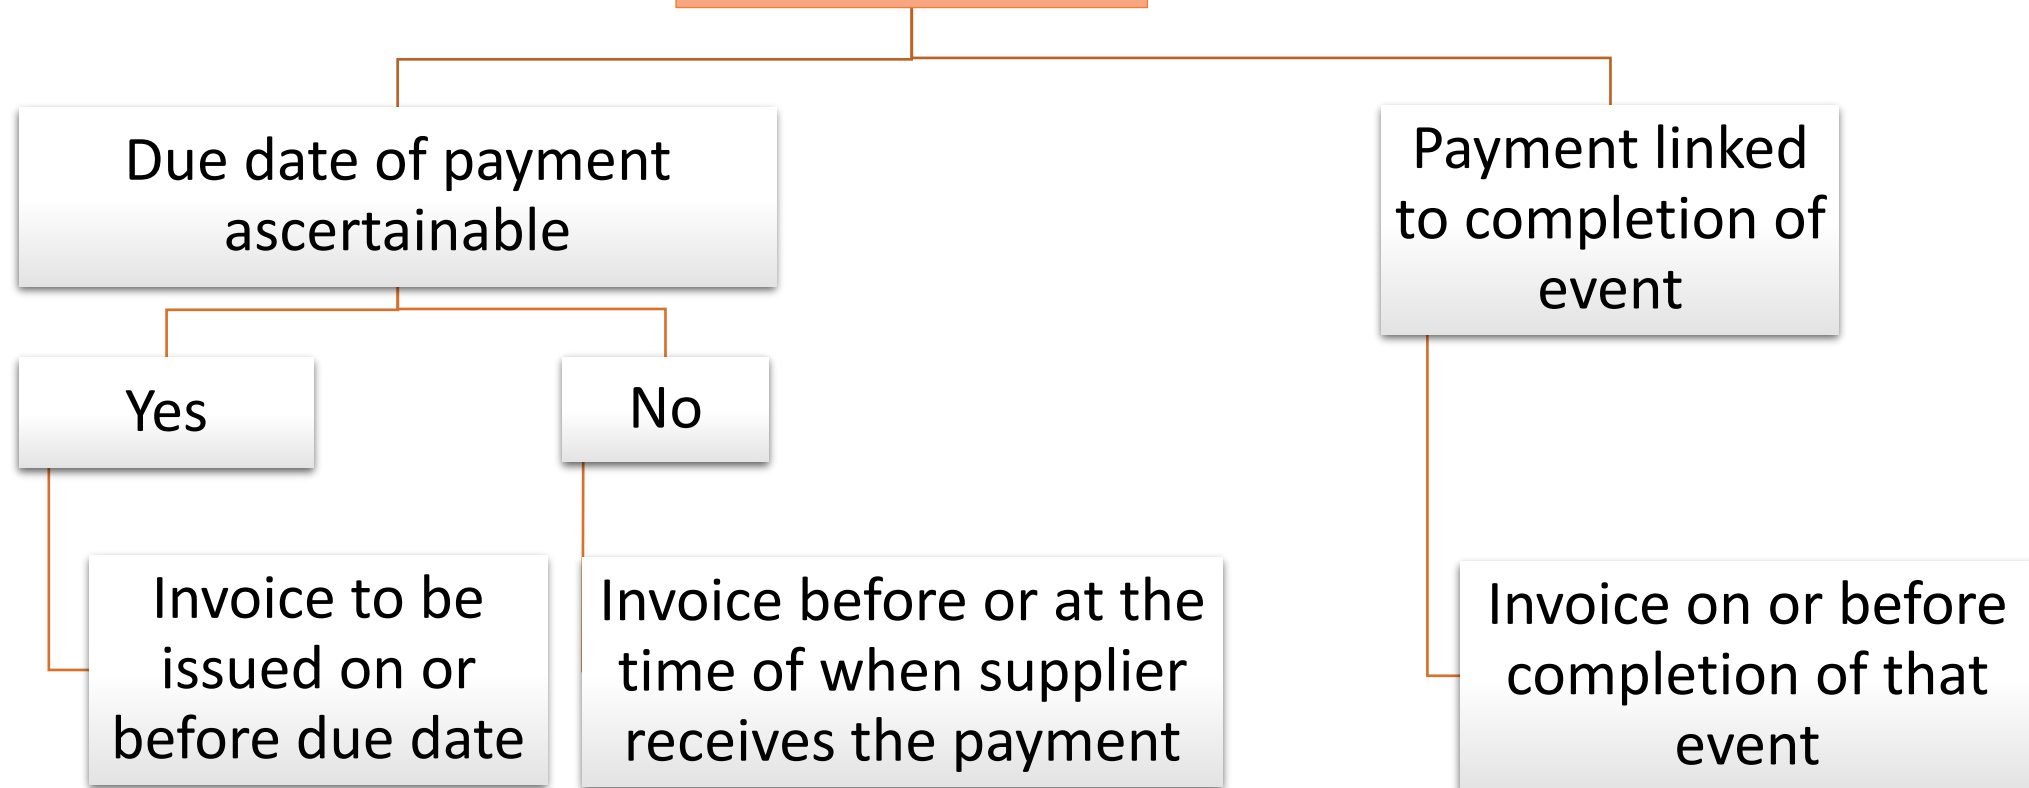 Due date of payment
ascertainable
Payment linked
to completion of
event
Yes
No
Invoice to be
issued on or
before due date
Invoice before or at the
time of when supplier
receives the payment
Invoice on or before
completion of that
event